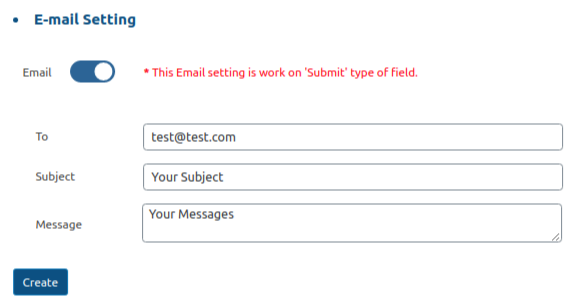 E-mail Setting
Email * This Email setting is work on 'Submit' type of field.
To test@test.com
Subject Your Subject
Message Your Messages
Create